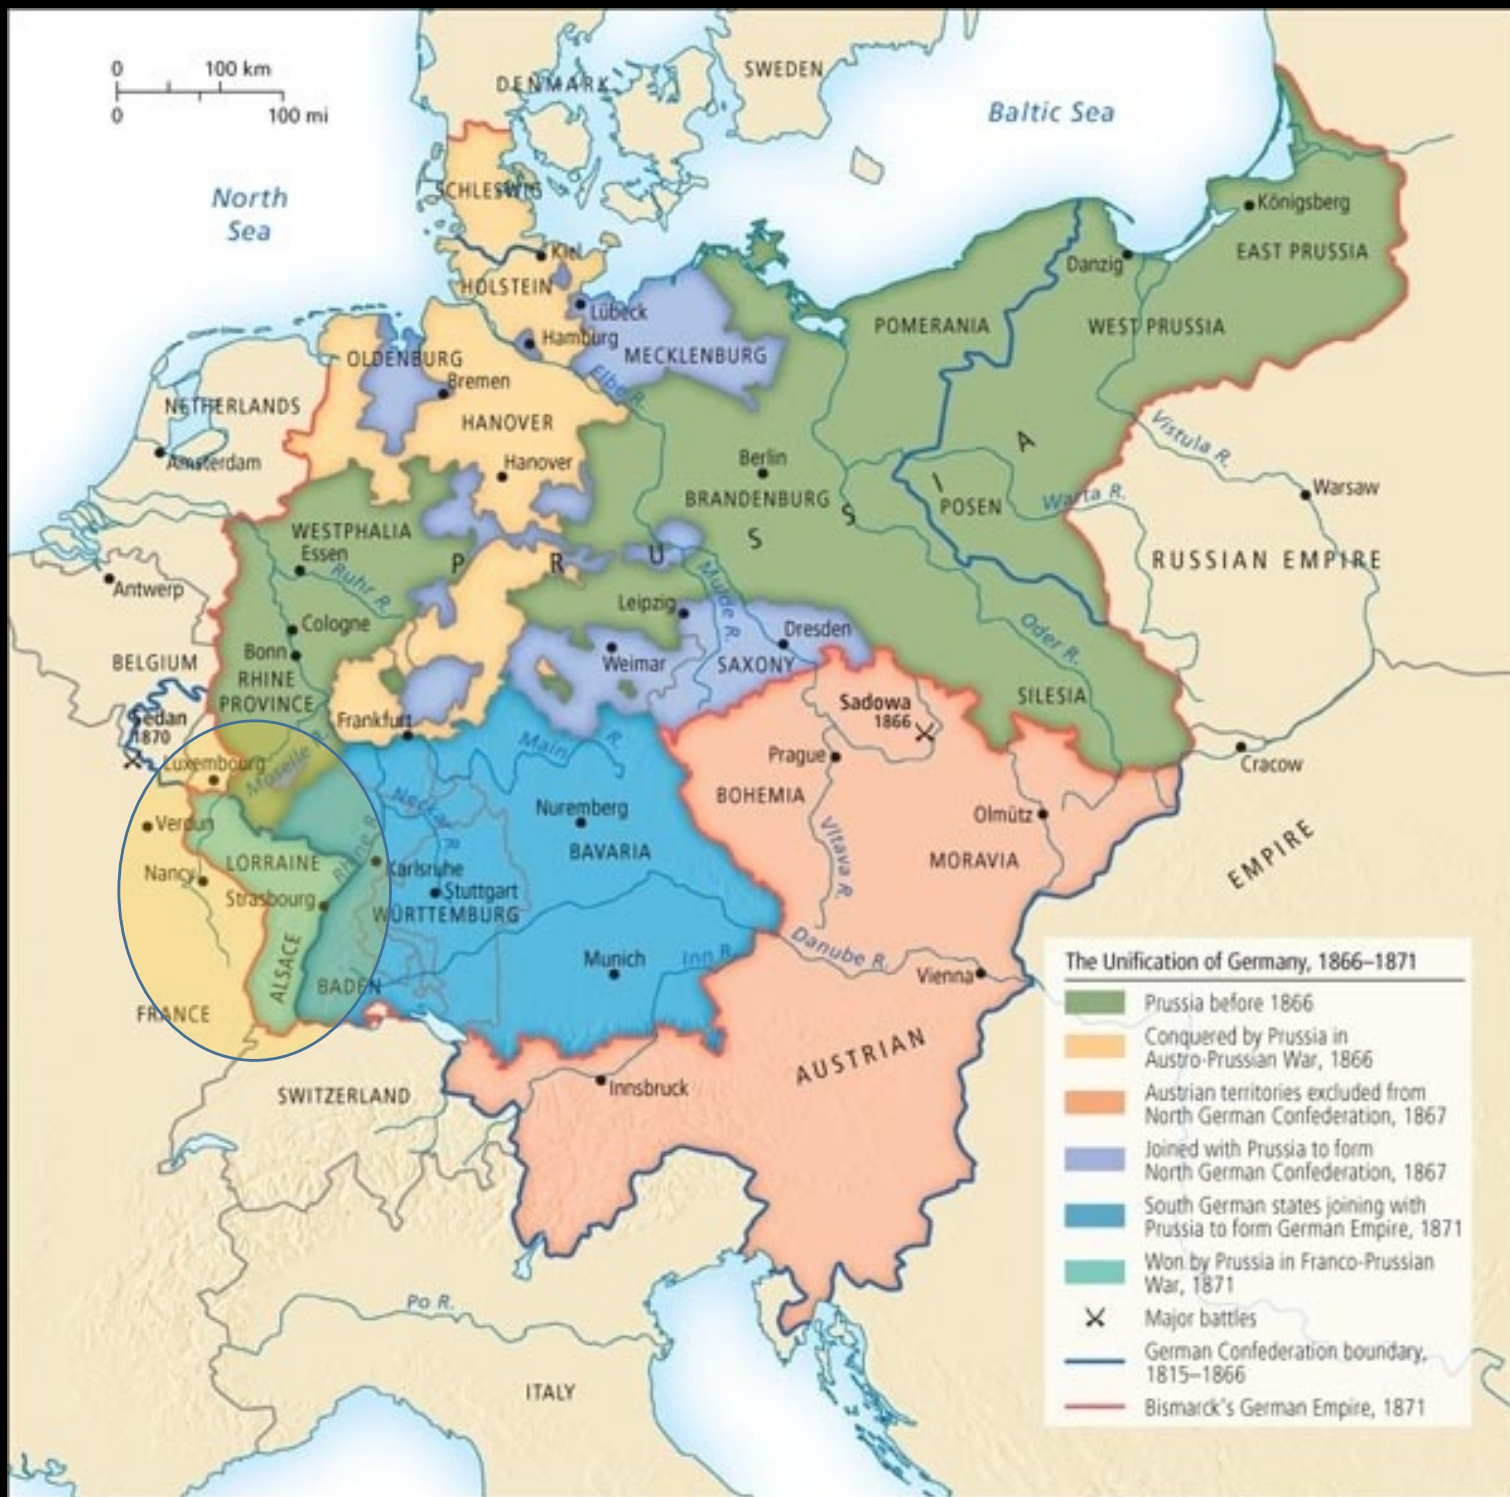 0 100 km
0 100 mi
DENMARK
SWEDEN
Baltic Sea
North
Sea
SCHLESWIG
Kiel
HOLSTEIN
Lübeck
Hamburg
MECKLENBURG
Elbe R.
OLDENBURG
Bremen
HANOVER
Hanover
NETHERLANDS
Amsterdam
Königsberg
EAST PRUSSIA
Danzig
POMERANIA
WEST PRUSSIA
Vistula R.
Warsaw
Berlin
BRANDENBURG
POSEN
Warta R.
RUSSIAN EMPIRE
PRUSSIA
WESTPHALIA
Essen
Ruhr R.
Antwerp
Cologne
Bonn
BELGIUM
RHINE
PROVINCE
Leipzig
Mulde R.
Dresden
Weimar
SAXONY
Oder R.
SILESIA
Sedan
1870
Frankfurt
Main R.
Sadowa
1866
Prague
BOHEMIA
Cracow
Luxembourg
Moselle R.
Verdun
Nancy
LORRAINE
Rhine R.
Strasbourg
Neckar R.
Karlsruhe
Stuttgart
WÜRTTEMBURG
Nuremberg
BAVARIA
Vltava R.
Olmütz
MORAVIA
EMPIRE
ALSACE
BADEN
FRANCE
Munich
Inn R.
Danube R.
Vienna
AUSTRIAN
SWITZERLAND
Innsbruck
Po R.
ITALY
The Unification of Germany, 1866–1871
Prussia before 1866
Conquered by Prussia in
Austro-Prussian War, 1866
Austrian territories excluded from
North German Confederation, 1867
Joined with Prussia to form
North German Confederation, 1867
South German states joining with
Prussia to form German Empire, 1871
Won by Prussia in Franco-Prussian
War, 1871
Major battles
German Confederation boundary,
1815–1866
Bismarck's German Empire, 1871